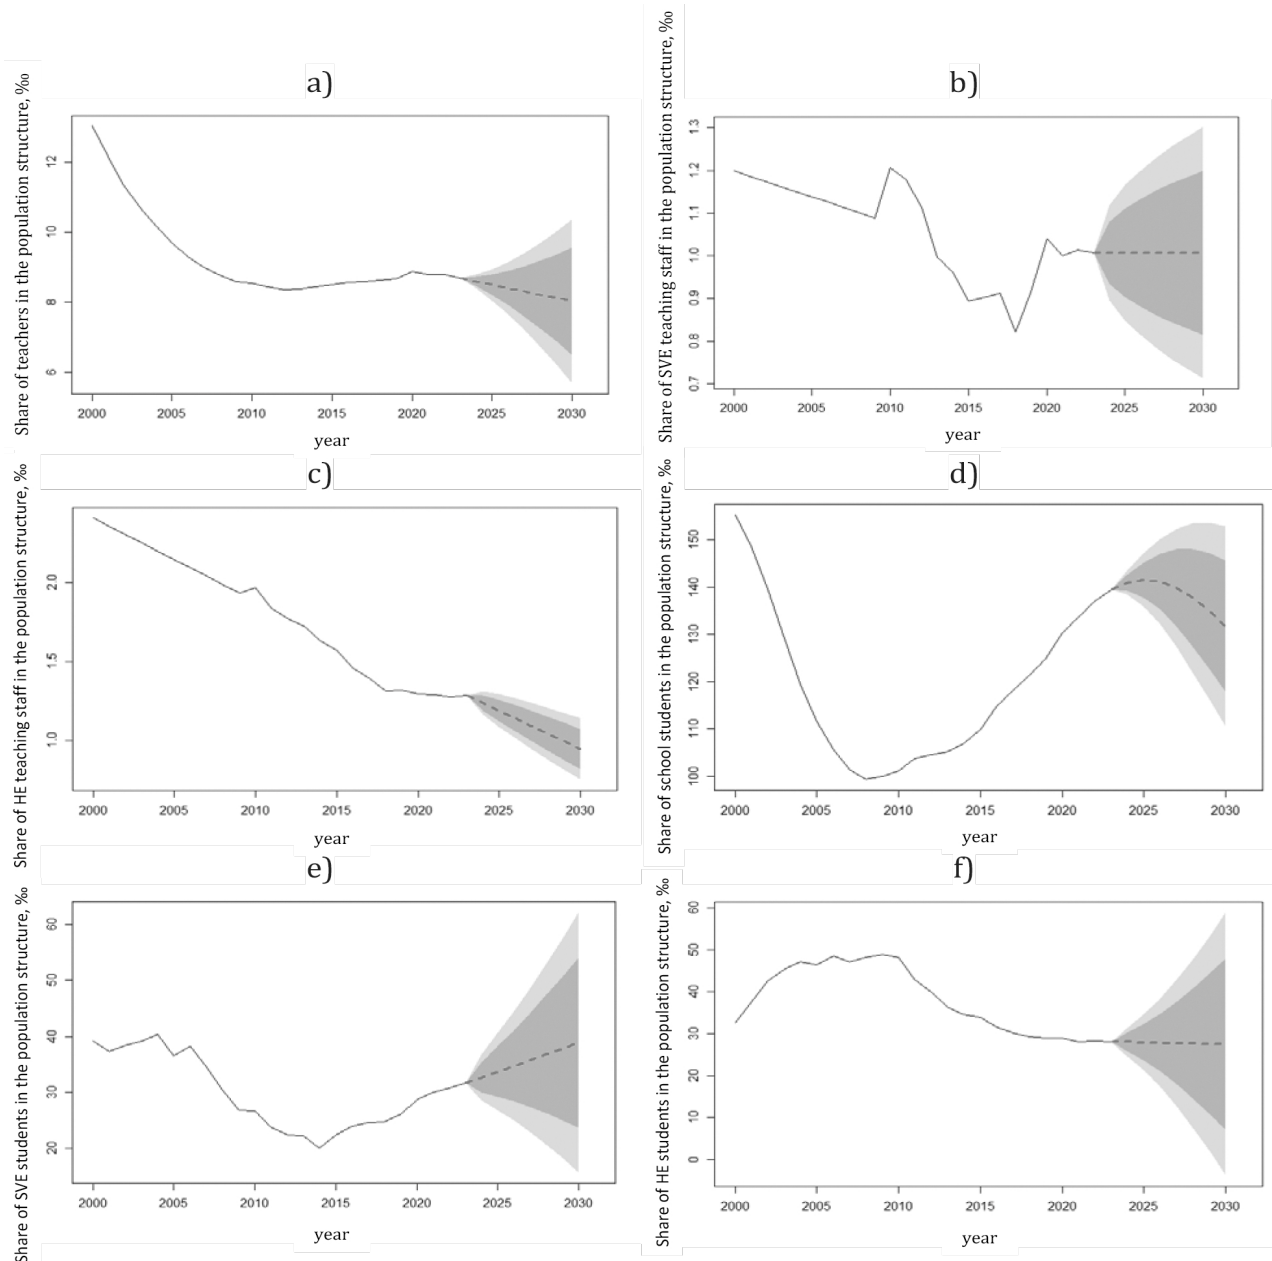 a)
Share of teachers in the population structure, ‰
12
10
8
6
2000 2005 2010 2015 2020 2025 2030
year
b)
Share of SVE teaching staff in the population structure, ‰
1.3
1.2
1.1
1.0
0.9
0.8
0.7
2000 2005 2010 2015 2020 2025 2030
year
c)
Share of HE teaching staff in the population structure, ‰
2.0
1.5
1.0
2000 2005 2010 2015 2020 2025 2030
year
d)
Share of school students in the population structure, ‰
150
140
130
120
110
100
2000 2005 2010 2015 2020 2025 2030
year
e)
Share of SVE students in the population structure, ‰
60
50
40
30
20
2000 2005 2010 2015 2020 2025 2030
year
f)
Share of HE students in the population structure, ‰
60
50
40
30
20
10
0
2000 2005 2010 2015 2020 2025 2030
year